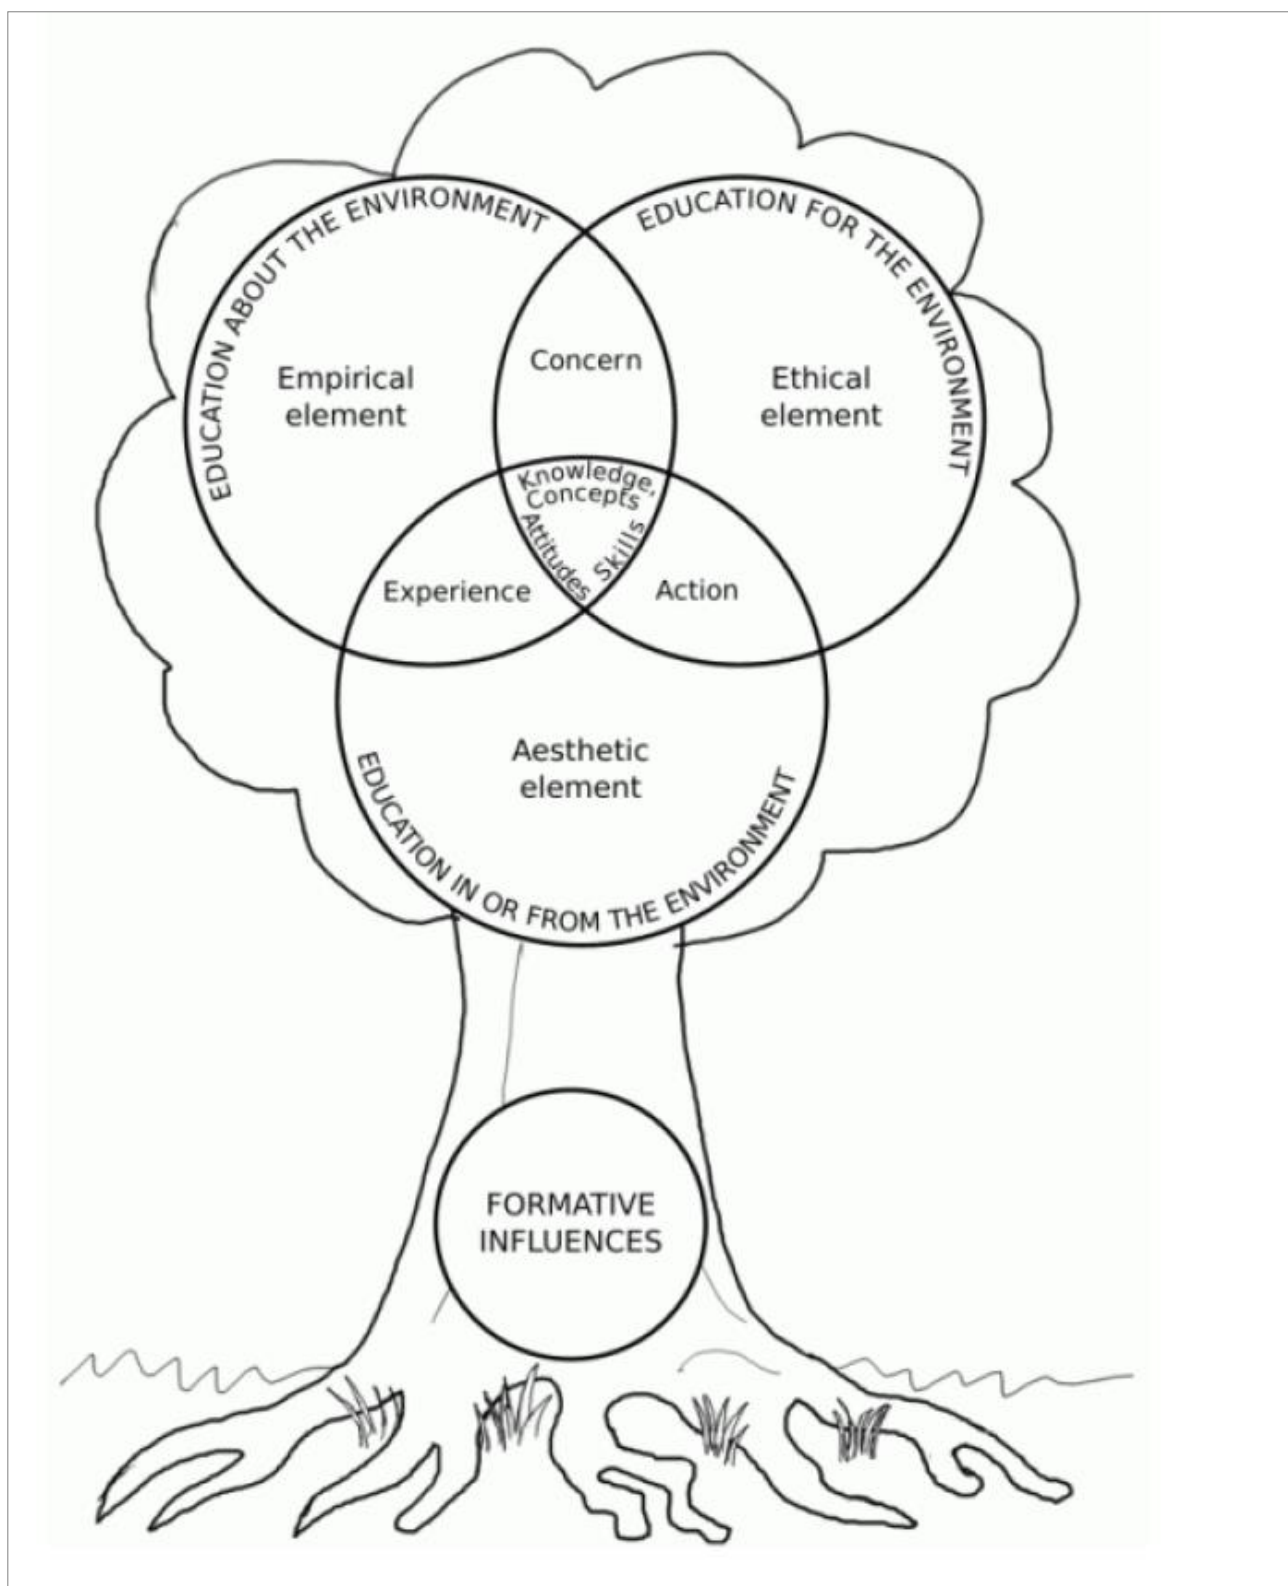 EDUCATION ABOUT THE ENVIRONMENT
EDUCATION FOR THE ENVIRONMENT
Empirical
element
Concern
Ethical
element
Knowledge,
Concepts
Attitudes
Skills
Experience
Action
Aesthetic
element
EDUCATION IN OR FROM THE ENVIRONMENT
FORMATIVE
INFLUENCES